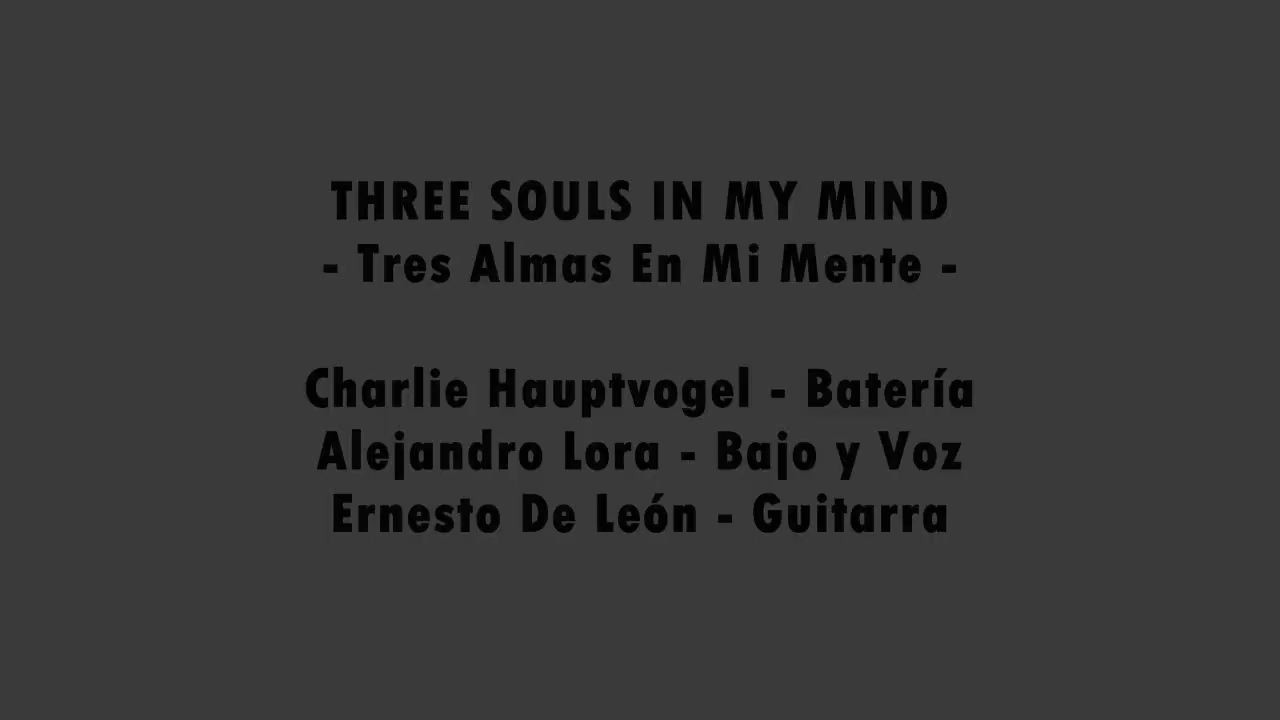 THREE SOULS IN MY MIND
- Tres Almas En Mi Mente -
Charlie Hauptvogel - Batería
Alejandro Lora - Bajo y Voz
Ernesto De León - Guitarra